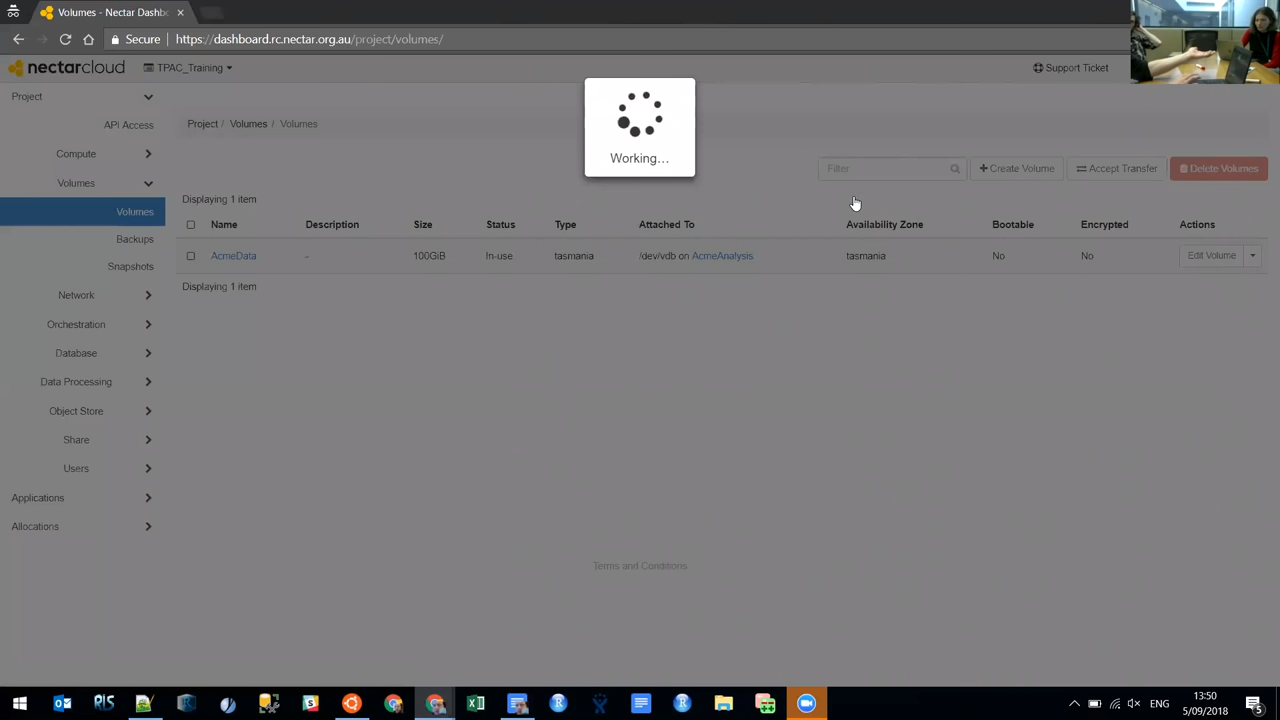 Volumes - Nectar Dashbo
Secure https://dashboard.rc.nectar.org.au/project/volumes/
nectarcloud TPAC_Training Support Ticket
Project
API Access
Compute
Volumes
Volumes
Backups
Snapshots
Network
Orchestration
Database
Data Processing
Object Store
Share
Users
Applications
Allocations
Project / Volumes / Volumes
Working...
Filter Create Volume Accept Transfer Delete Volumes
Displaying 1 item
Name Description Size Status Type Attached To Availability Zone Bootable Encrypted Actions
AcmeData - 100GiB In-use tasmania /dev/vdb on AcmeAnalysis tasmania No No Edit Volume
Displaying 1 item
Terms and Conditions
ENG
13:50
5/09/2018
5